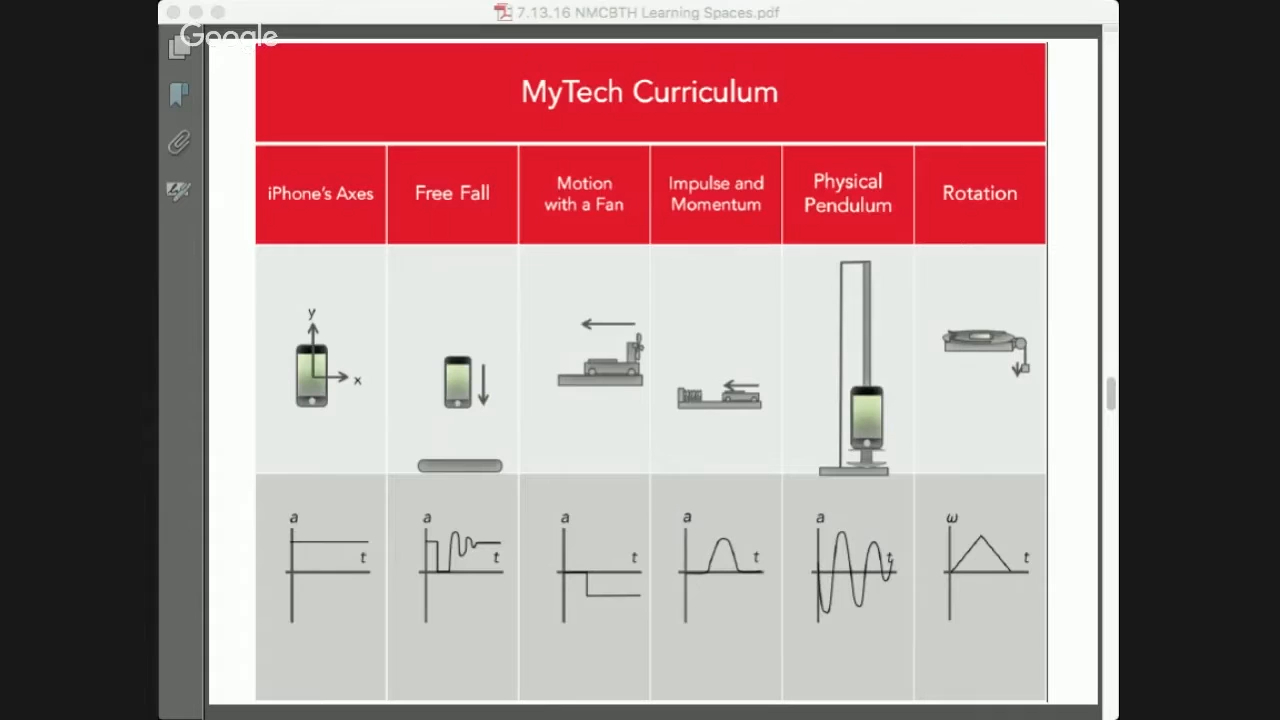 7.13.16 NMCBTH Learning Spaces.pdf
Google
MyTech Curriculum
iPhone's Axes
Free Fall
Motion
with a Fan
Impulse and
Momentum
Physical
Pendulum
Rotation
y
x
a
t
a
t
a
t
a
t
a
t
ω
t